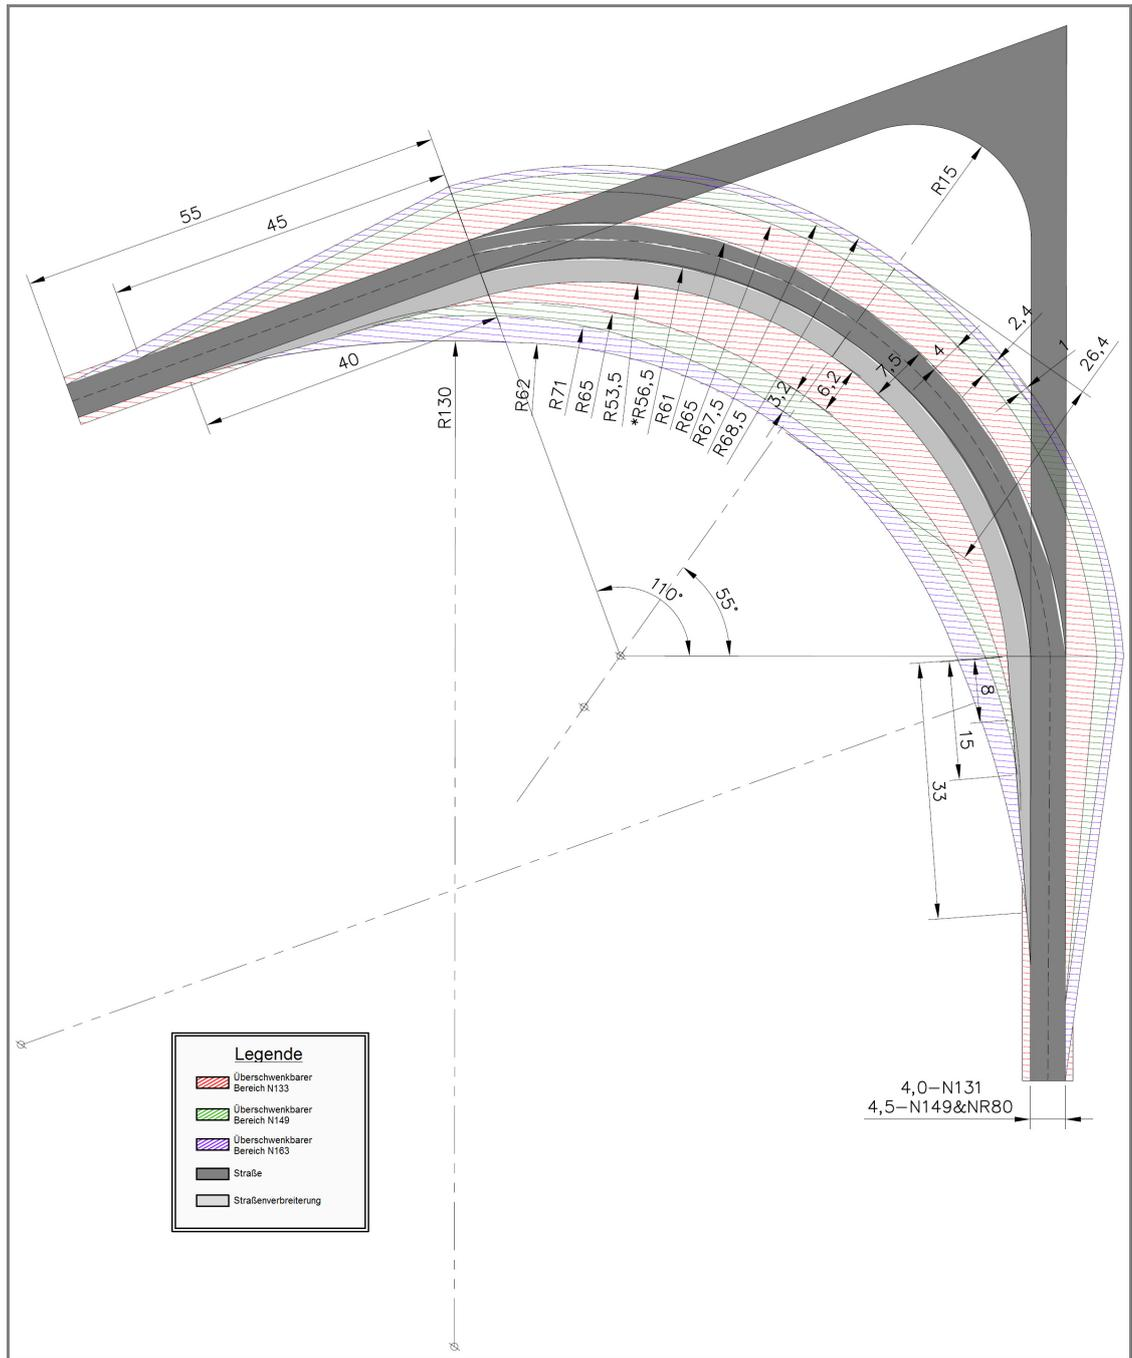 R15
55
45
40
2,4
4
1
26,4
7,5
6,2
3,2
R130
R62
R71
R65
R53,5
*R56,5
R61
R65
R67,5
R68,5
110°
55°
8
15
33
4,0-N131
4,5-N149&NR80
Legende
Überschwenkbarer
Bereich N133
Überschwenkbarer
Bereich N149
Überschwenkbarer
Bereich N163
Straße
Straßenverbreiterung